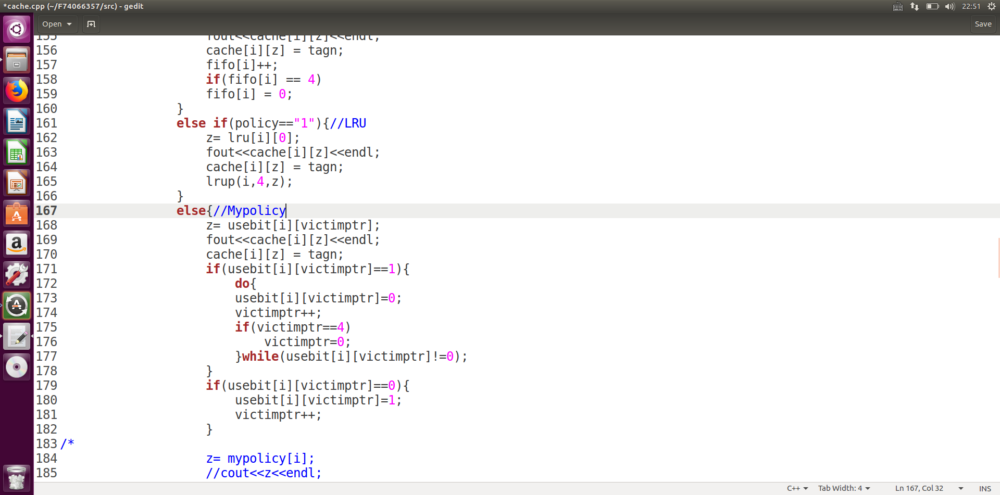 *cache.cpp (~/F74066357/src) - gedit
22:51
Open
Save
155 fout<<cache[i][z]<<endl;
156 cache[i][z] = tagn;
157 fifo[i]++;
158 if(fifo[i] == 4)
159 fifo[i] = 0;
160 }
161 else if(policy=="1"){//LRU
162 z= lru[i][0];
163 fout<<cache[i][z]<<endl;
164 cache[i][z] = tagn;
165 lrup(i,4,z);
166 }
167 else{//Mypolicy
168 z= usebit[i][victimptr];
169 fout<<cache[i][z]<<endl;
170 cache[i][z] = tagn;
171 if(usebit[i][victimptr]==1){
172 do{
173 usebit[i][victimptr]=0;
174 victimptr++;
175 if(victimptr==4)
176 victimptr=0;
177 }while(usebit[i][victimptr]!=0);
178 }
179 if(usebit[i][victimptr]==0){
180 usebit[i][victimptr]=1;
181 victimptr++;
182 }
183 /*
184 z= mypolicy[i];
185 //cout<<z<<endl;
C++ Tab Width: 4 Ln 167, Col 32 INS